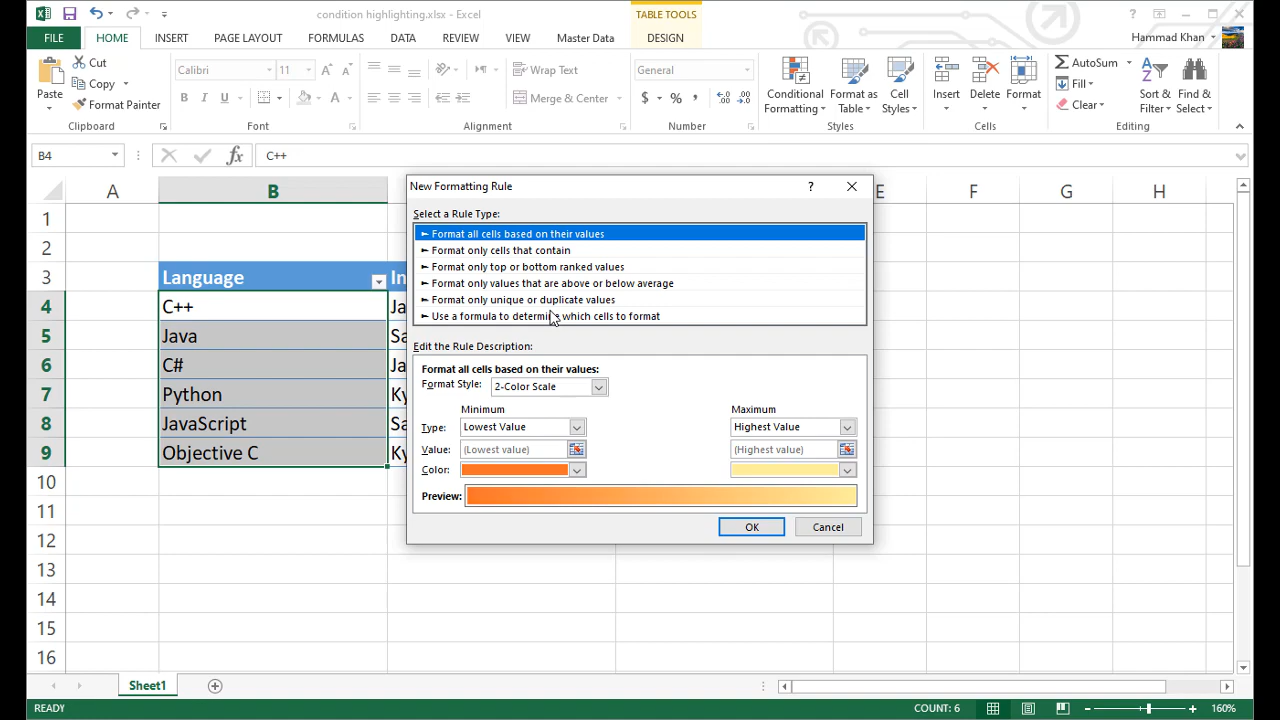 condition highlighting.xlsx - Excel
TABLE TOOLS
?
FILE
HOME
INSERT
PAGE LAYOUT
FORMULAS
DATA
REVIEW
VIEW
Master Data
DESIGN
Hammad Khan
Paste
Cut
Copy
Format Painter
Clipboard
Calibri
11
B I U
Font
Wrap Text
Merge & Center
Alignment
General
$ % ,
Number
Conditional
Formatting
Format as
Table
Cell
Styles
Styles
Insert
Delete
Format
Cells
AutoSum
Fill
Clear
Sort &
Filter
Find &
Select
Editing
B4
fx
C++
A
B
E
F
G
H
1
2
3 Language In
4 C++ Ja
5 Java Sa
6 C# Ja
7 Python Ky
8 JavaScript Sa
9 Objective C Ky
10
11
12
13
14
15
16
New Formatting Rule
?
Select a Rule Type:
► Format all cells based on their values
► Format only cells that contain
► Format only top or bottom ranked values
► Format only values that are above or below average
► Format only unique or duplicate values
► Use a formula to determine which cells to format
Edit the Rule Description:
Format all cells based on their values:
Format Style: 2-Color Scale
Minimum Maximum
Type: Lowest Value Highest Value
Value: (Lowest value) (Highest value)
Color:
Preview:
OK
Cancel
Sheet1
READY
COUNT: 6
160%